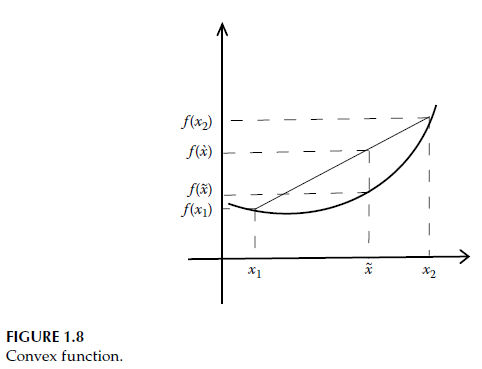 f(x₂)
f(x̀)
f(x̃)
f(x₁)
x₁ x̃ x₂
FIGURE 1.8
Convex function.